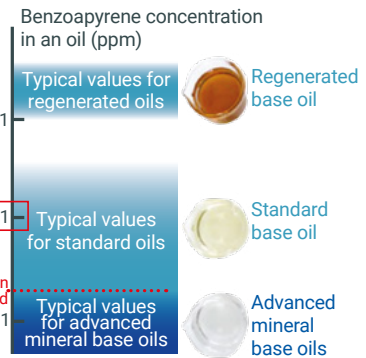 Benzoapyrene concentration
in an oil (ppm)
Typical values for
regenerated oils
Regenerated
base oil
1
1
Typical values
for standard oils
Standard
base oil
n
d
1
Typical values
for advanced
mineral base oils
Advanced
mineral
base oils